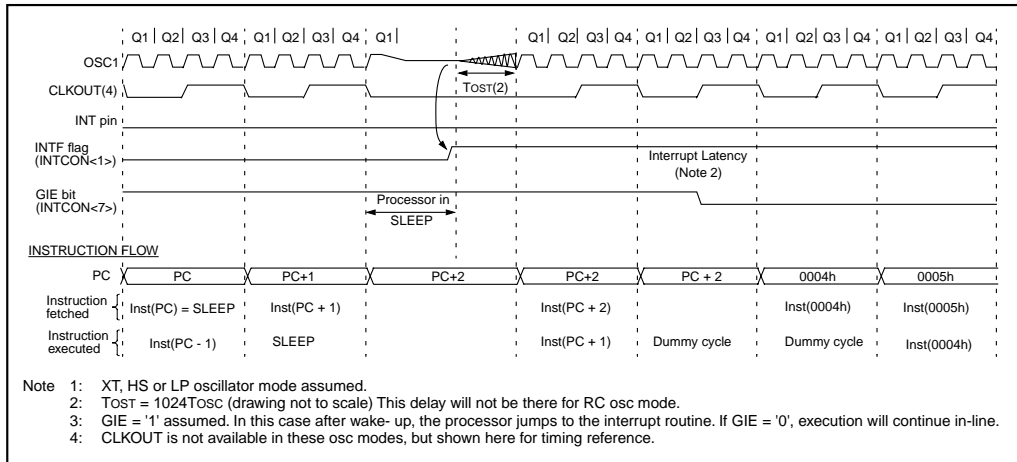 Q1 Q2 Q3 Q4 Q1 Q2 Q3 Q4 Q1 Q1 Q2 Q3 Q4 Q1 Q2 Q3 Q4 Q1 Q2 Q3 Q4 Q1 Q2 Q3 Q4
OSC1
TOST(2)
CLKOUT(4)
INT pin
INTF flag
(INTCON<1>)
Interrupt Latency
(Note 2)
GIE bit
(INTCON<7>)
Processor in
SLEEP
INSTRUCTION FLOW
PC PC PC+1 PC+2 PC+2 PC + 2 0004h 0005h
Instruction
fetched
Inst(PC) = SLEEP Inst(PC + 1) Inst(PC + 2) Inst(0004h) Inst(0005h)
Instruction
executed
Inst(PC - 1) SLEEP Inst(PC + 1) Dummy cycle Dummy cycle Inst(0004h)
Note 1: XT, HS or LP oscillator mode assumed.
2: TOST = 1024TOSC (drawing not to scale) This delay will not be there for RC osc mode.
3: GIE = '1' assumed. In this case after wake- up, the processor jumps to the interrupt routine. If GIE = '0', execution will continue in-line.
4: CLKOUT is not available in these osc modes, but shown here for timing reference.